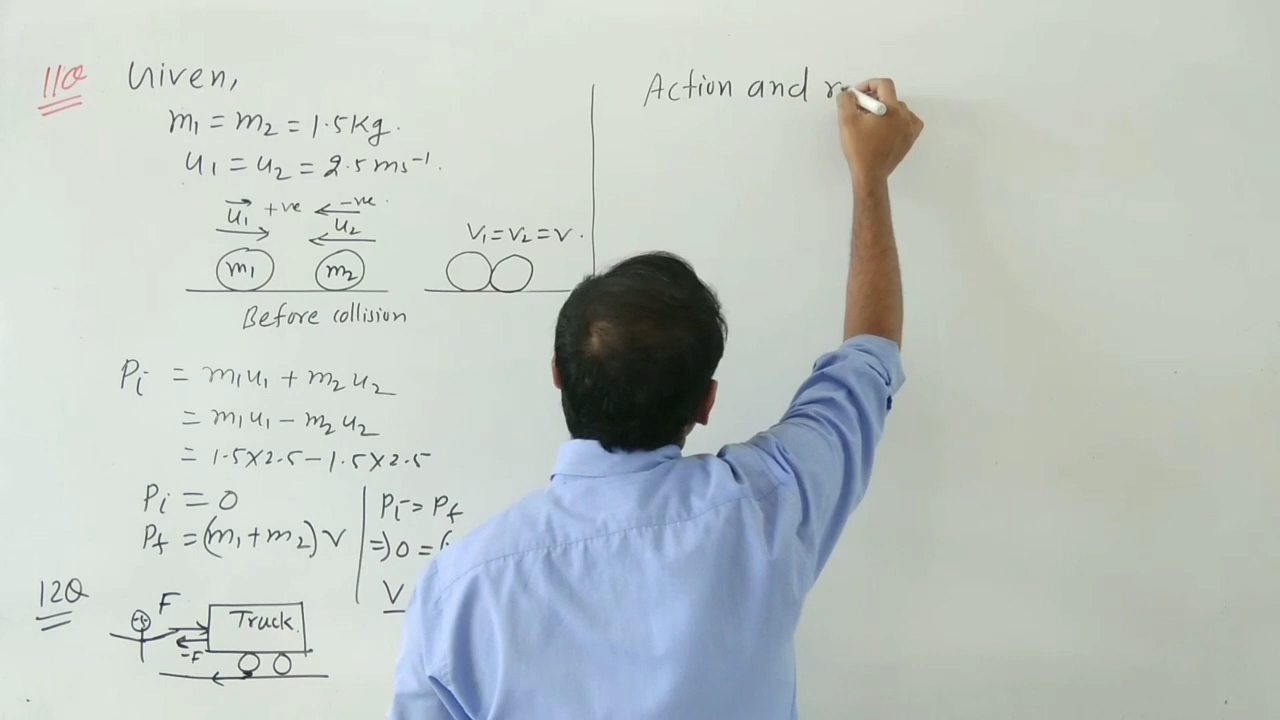 11Q Given,
m₁ = m₂ = 1.5 Kg.
u₁ = u₂ = 2.5 ms⁻¹.
u₁ +ve -ve.
u₂
V₁=V₂=V.
m₁ m₂
Before collision
Pi = m₁u₁ + m₂u₂
= m₁u₁ - m₂u₂
= 1.5×2.5 - 1.5×2.5
Pi = 0
Pf = (m₁+m₂)V
Pi = Pf
⇒ 0 = (
V
12Q
F
Truck.
-F
Action and